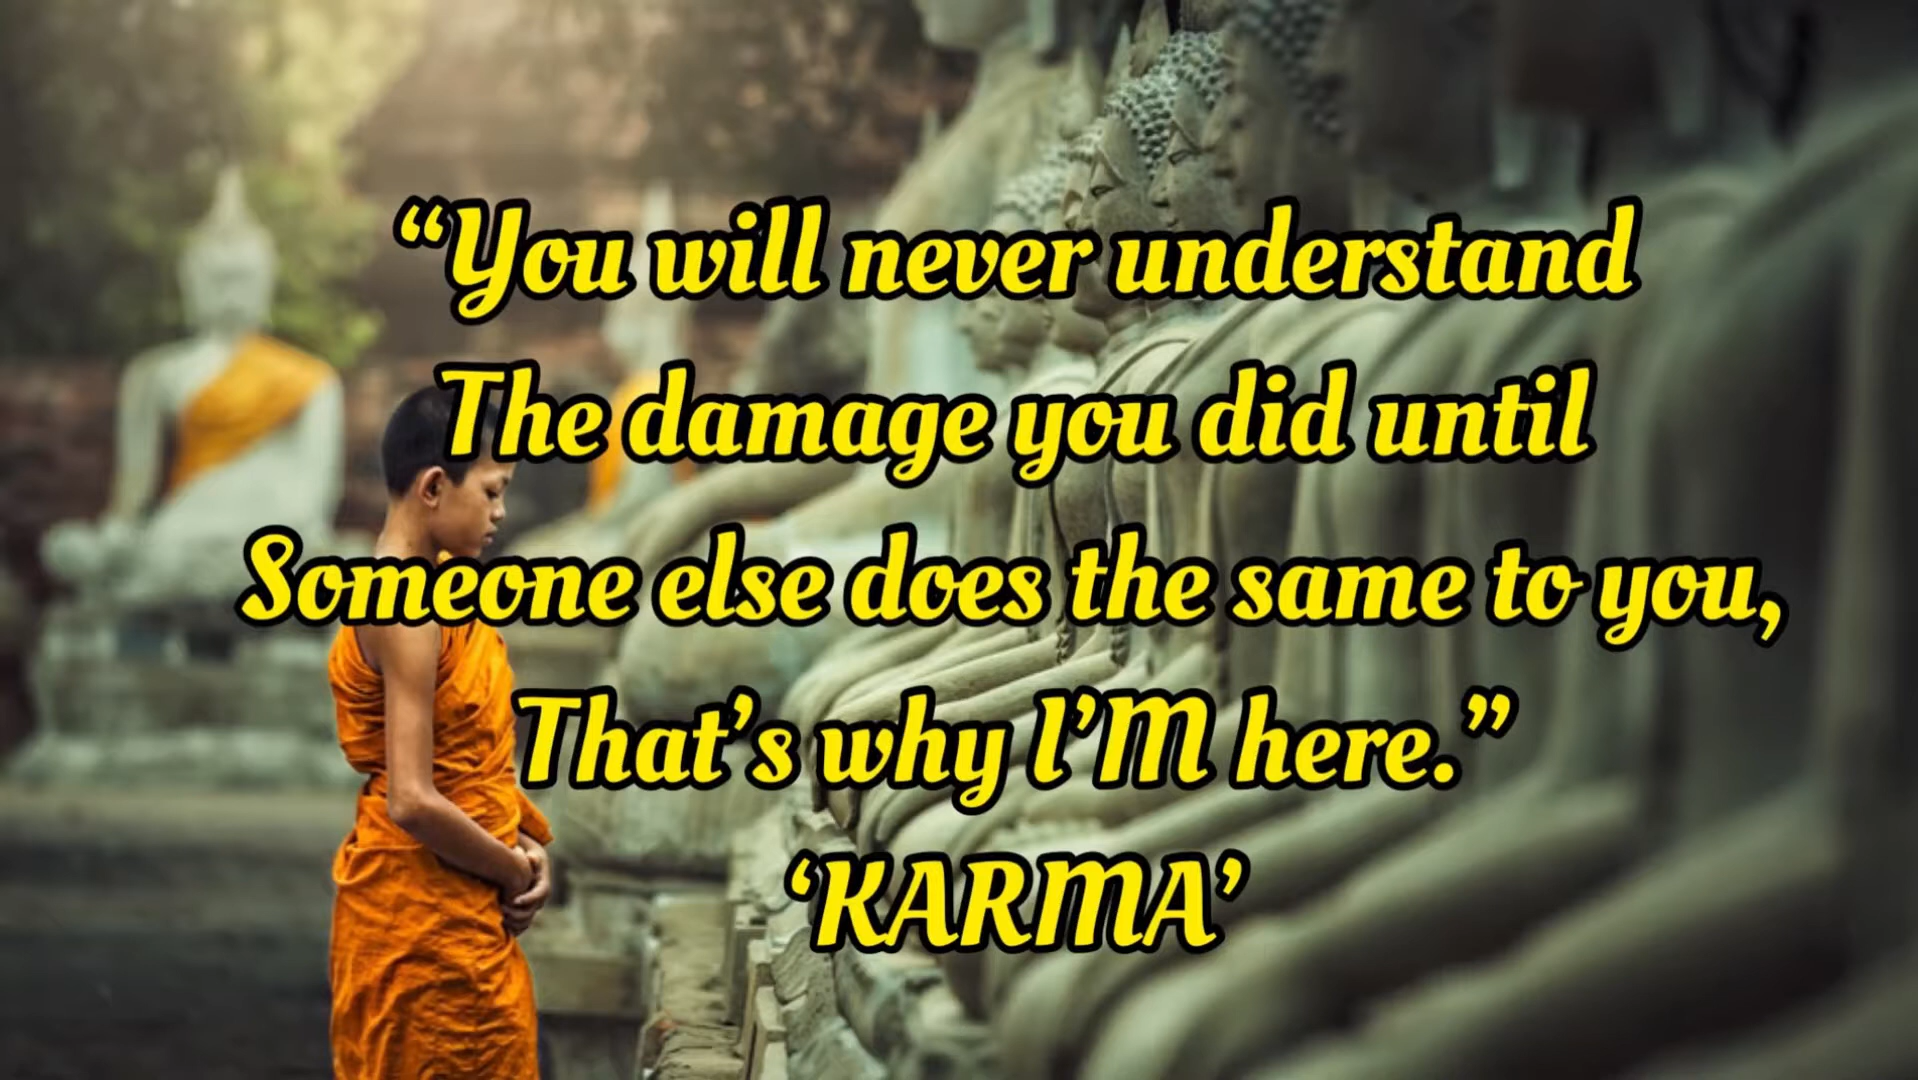 “You will never understand
The damage you did until
Someone else does the same to you,
That’s why I’M here.”
‘KARMA’